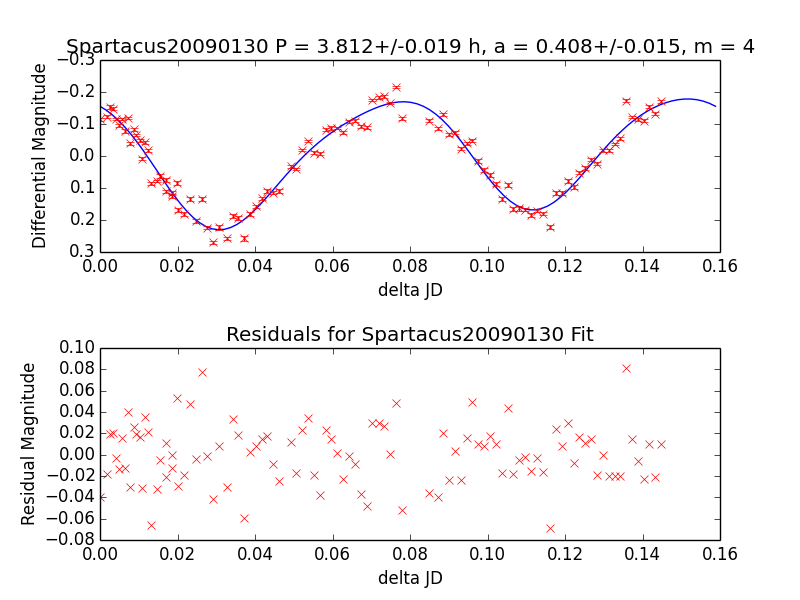 Spartacus20090130 P = 3.812+/-0.019 h, a = 0.408+/-0.015, m = 4
−0.3
−0.2
−0.1
0.0
0.1
0.2
0.3
Differential Magnitude
0.00 0.02 0.04 0.06 0.08 0.10 0.12 0.14 0.16
delta JD
Residuals for Spartacus20090130 Fit
0.10
0.08
0.06
0.04
0.02
0.00
−0.02
−0.04
−0.06
−0.08
Residual Magnitude
0.00 0.02 0.04 0.06 0.08 0.10 0.12 0.14 0.16
delta JD